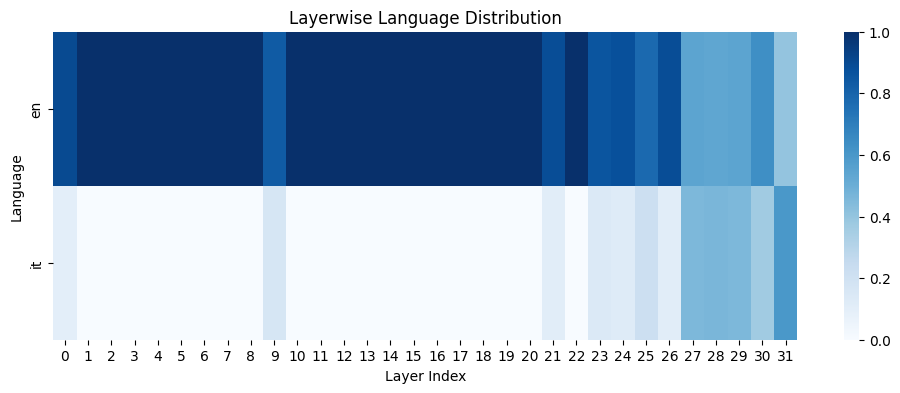 Layerwise Language Distribution
Language
en
it
0 1 2 3 4 5 6 7 8 9 10 11 12 13 14 15 16 17 18 19 20 21 22 23 24 25 26 27 28 29 30 31
Layer Index
1.0
0.8
0.6
0.4
0.2
0.0